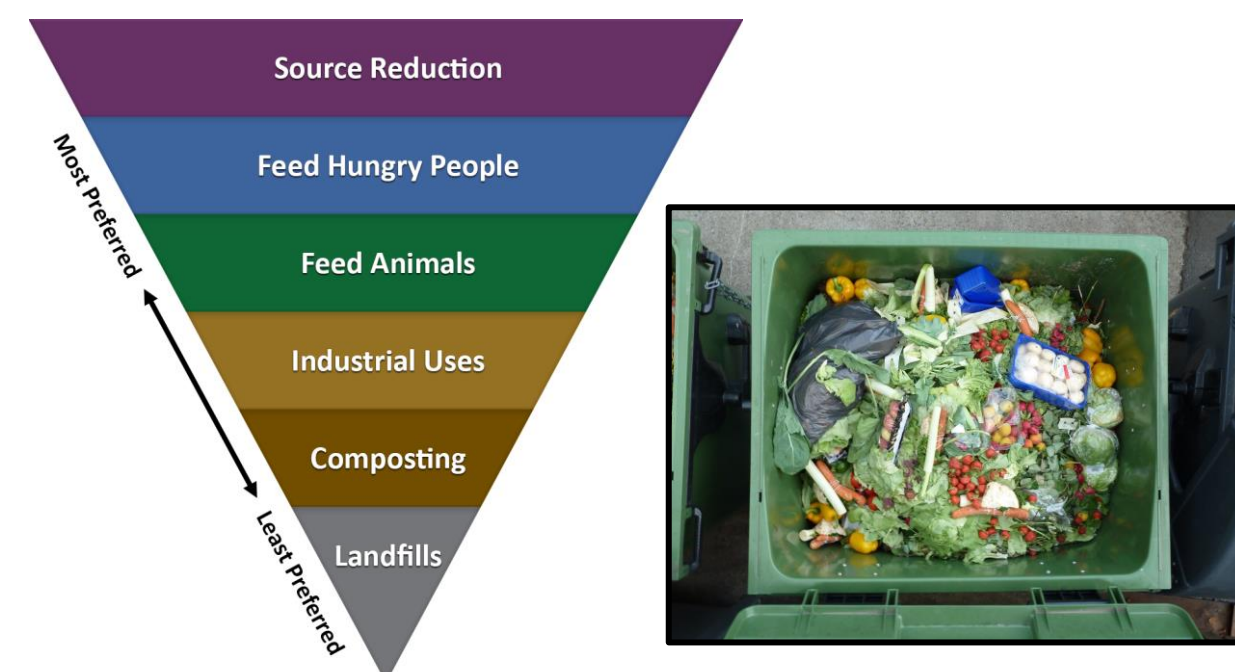 Source Reduction
Feed Hungry People
Feed Animals
Industrial Uses
Composting
Landfills
Most Preferred
Least Preferred